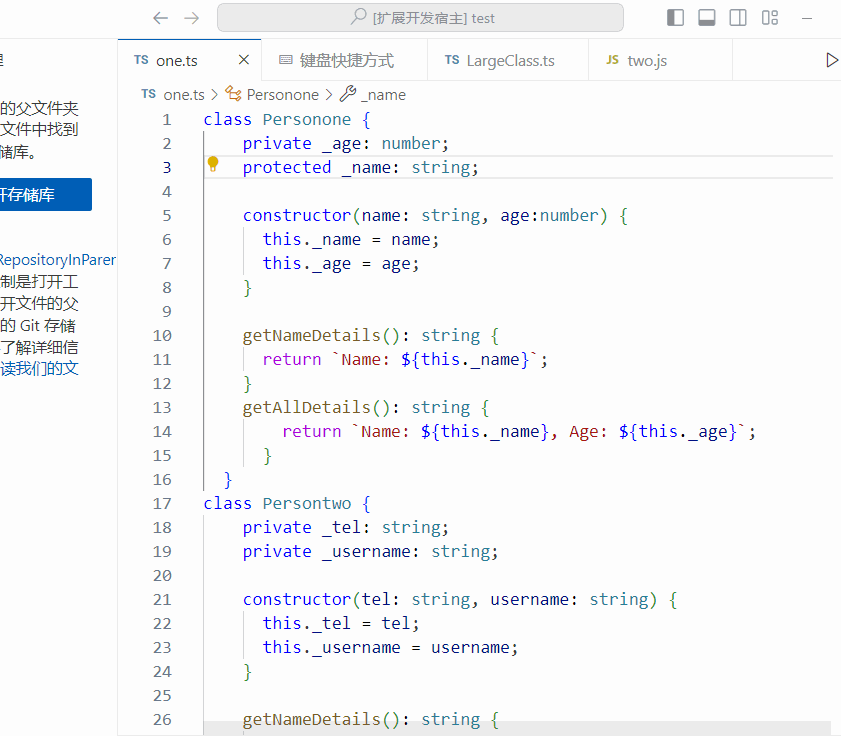 [扩展开发宿主] test
理
TS one.ts
键盘快捷方式
TS LargeClass.ts
JS two.js
TS one.ts > Personone > _name
的父文件夹
文件中找到
储库。
开存储库
RepositoryInParer
制是打开工
开文件的父
的 Git 存储
了解详细信
读我们的文
1 class Personone {
2 private _age: number;
3 protected _name: string;
4
5 constructor(name: string, age:number) {
6 this._name = name;
7 this._age = age;
8 }
9
10 getNameDetails(): string {
11 return `Name: ${this._name}`;
12 }
13 getAllDetails(): string {
14 return `Name: ${this._name}, Age: ${this._age}`;
15 }
16 }
17 class Persontwo {
18 private _tel: string;
19 private _username: string;
20
21 constructor(tel: string, username: string) {
22 this._tel = tel;
23 this._username = username;
24 }
25
26 getNameDetails(): string {